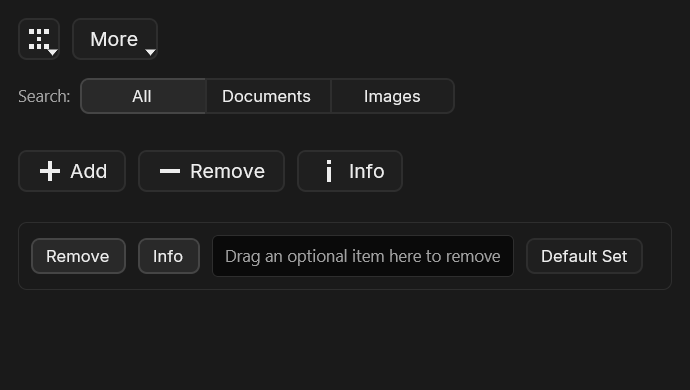 More
Search: All Documents Images
Add Remove Info
Remove Info Drag an optional item here to remove Default Set